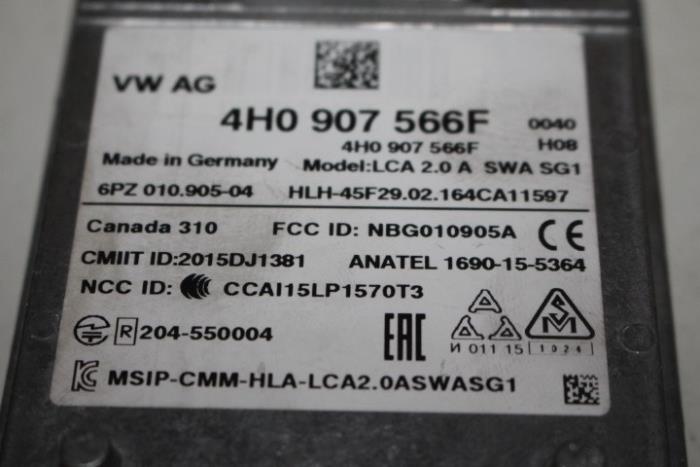 VW AG
4H0 907 566F 0040
4H0 907 566F H08
Made in Germany Model:LCA 2.0 A SWA SG1
6PZ 010.905-04 HLH-45F29.02.164CA11597
Canada 310 FCC ID: NBG010905A CE
CMIIT ID:2015DJ1381 ANATEL 1690-15-5364
NCC ID: CCAI15LP1570T3
R 204-550004 EAC И 011 15 1024
MSIP-CMM-HLA-LCA2.0ASWASG1